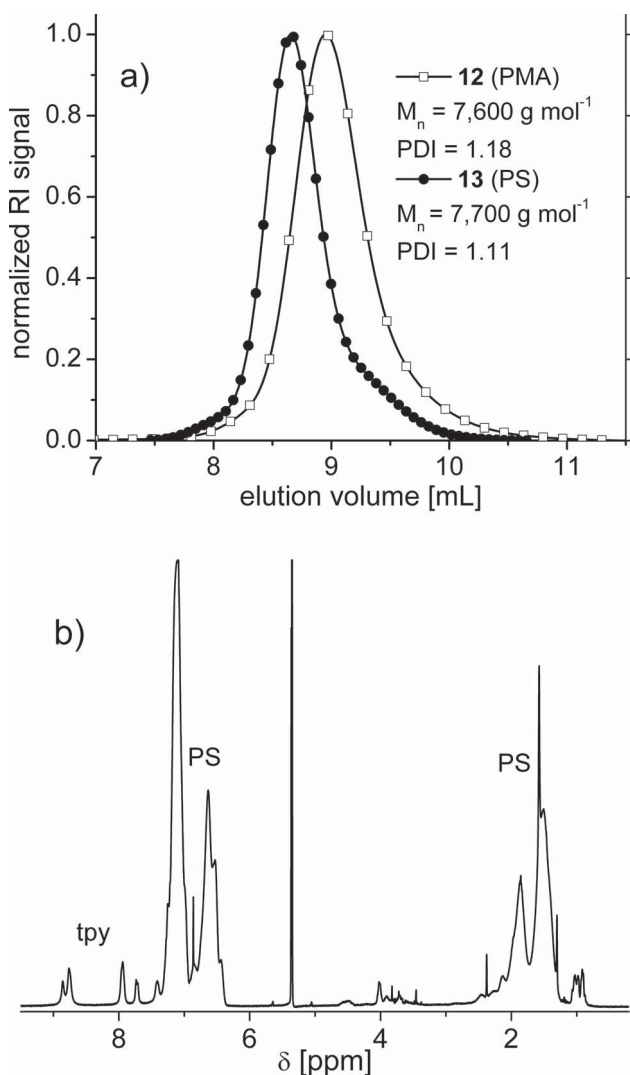 a)
1.0
0.8
0.6
0.4
0.2
0.0
normalized RI signal
12 (PMA)
Mn = 7,600 g mol-1
PDI = 1.18
13 (PS)
Mn = 7,700 g mol-1
PDI = 1.11
7 8 9 10 11
elution volume [mL]
b)
PS
PS
tpy
8 6 4 2
δ [ppm]